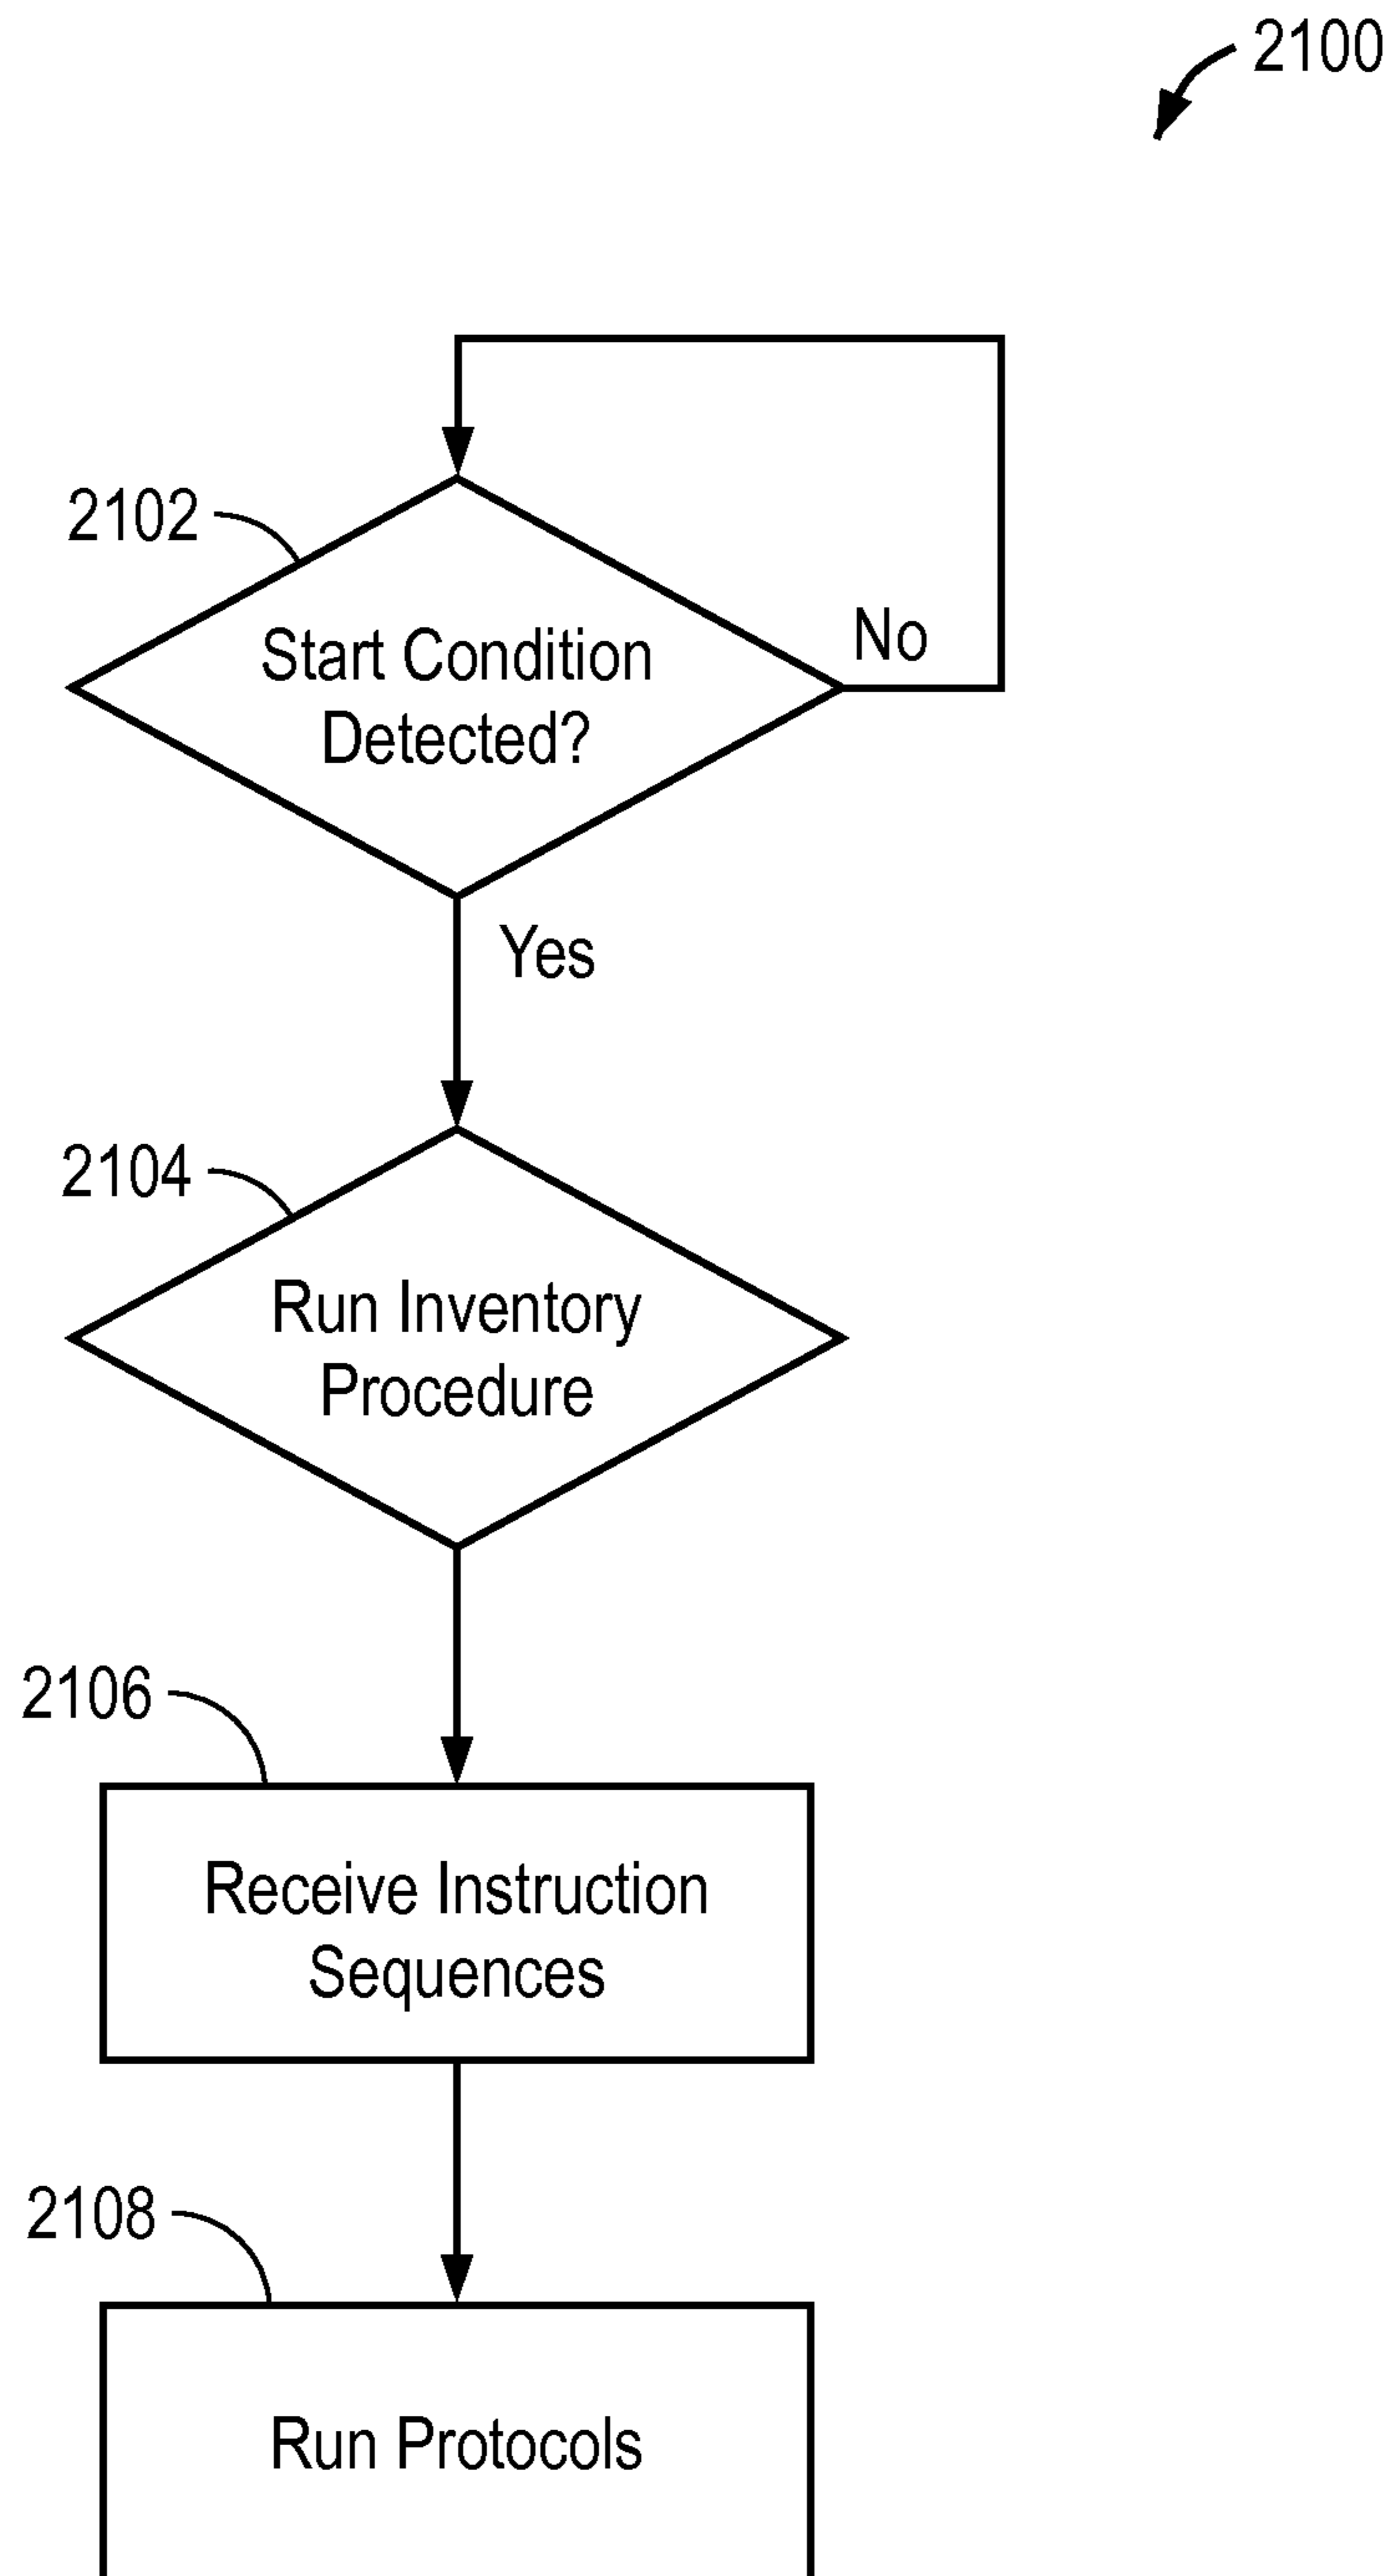 2100
2102
Start Condition
Detected?
No
Yes
2104
Run Inventory
Procedure
2106
Receive Instruction
Sequences
2108
Run Protocols